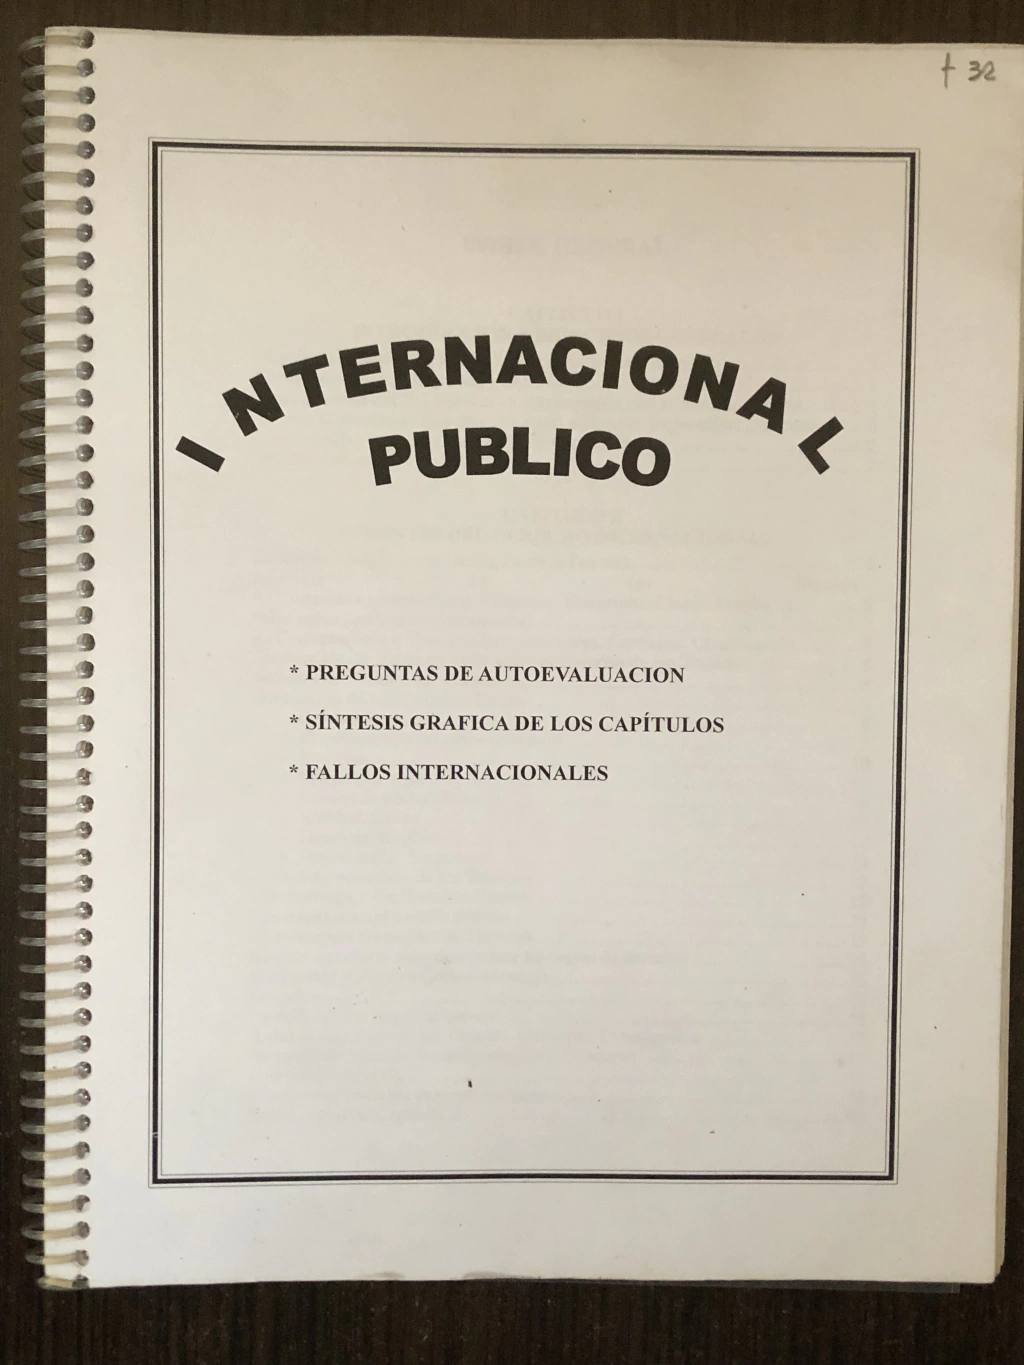 + 32
INTERNACIONAL
PUBLICO
* PREGUNTAS DE AUTOEVALUACION
* SÍNTESIS GRAFICA DE LOS CAPÍTULOS
* FALLOS INTERNACIONALES